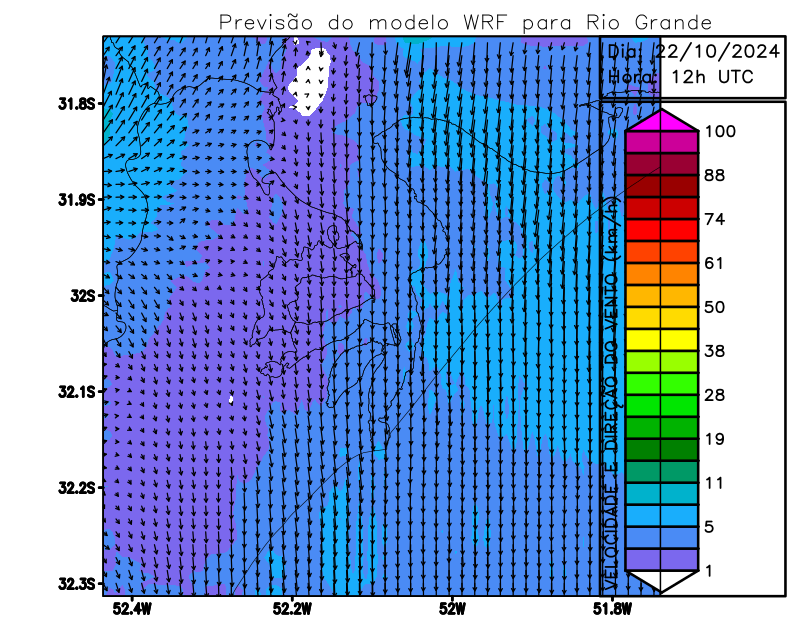 Previsão do modelo WRF para Rio Grande
Dia: 22/10/2024
Hora: 12h UTC
31.8S
31.9S
32S
32.1S
32.2S
32.3S
52.4W
52.2W
52W
51.8W
VELOCIDADE E DIREÇÃO DO VENTO (km/h)
100
88
74
61
50
38
28
19
11
5
1